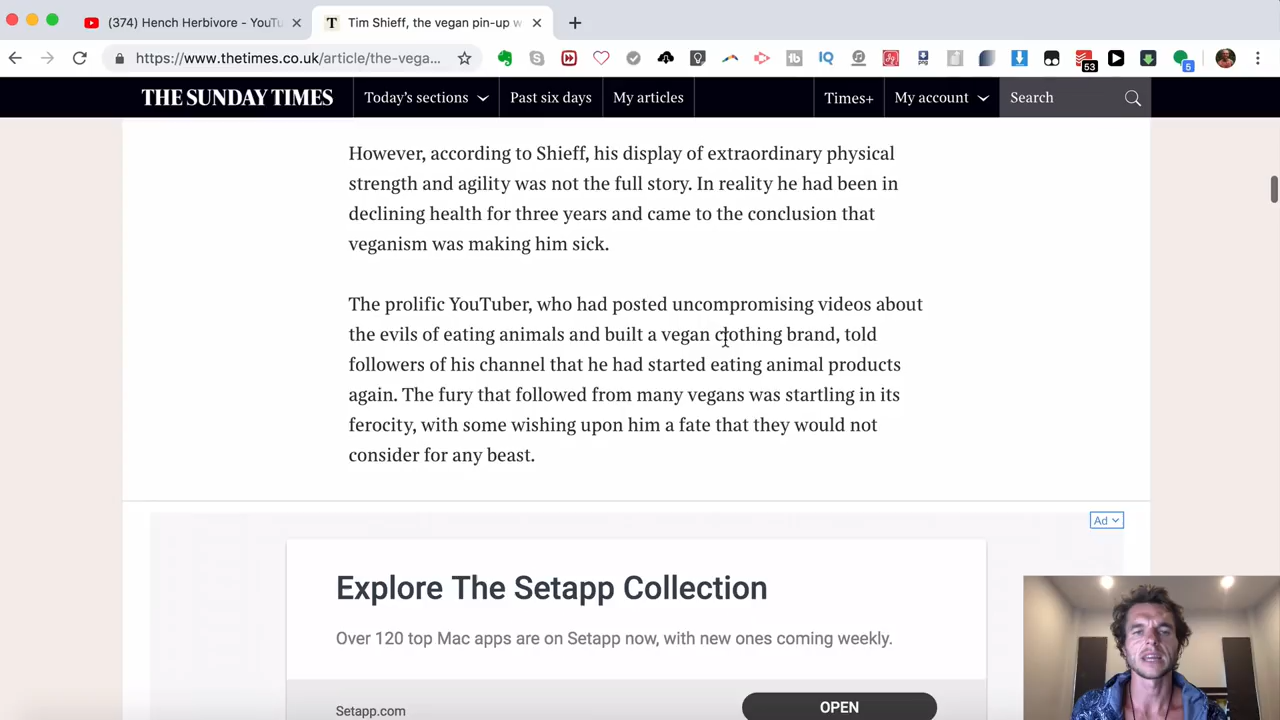 (374) Hench Herbivore - YouTu
T Tim Shieff, the vegan pin-up w
https://www.thetimes.co.uk/article/the-vega...
53
5
THE SUNDAY TIMES Today's sections Past six days My articles Times+ My account Search
However, according to Shieff, his display of extraordinary physical
strength and agility was not the full story. In reality he had been in
declining health for three years and came to the conclusion that
veganism was making him sick.
The prolific YouTuber, who had posted uncompromising videos about
the evils of eating animals and built a vegan clothing brand, told
followers of his channel that he had started eating animal products
again. The fury that followed from many vegans was startling in its
ferocity, with some wishing upon him a fate that they would not
consider for any beast.
Ad
Explore The Setapp Collection
Over 120 top Mac apps are on Setapp now, with new ones coming weekly.
Setapp.com
OPEN